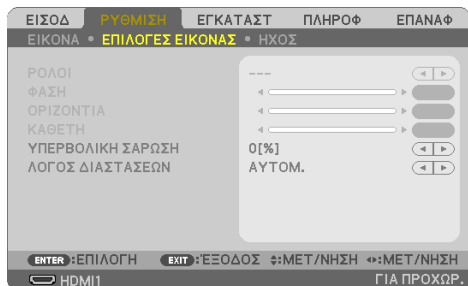 ΕΙΣΟΔ ΡΥΘΜΙΣΗ ΕΓΚΑΤΑΣΤ ΠΛΗΡΟΦ ΕΠΑΝΑΦ
ΕΙΚΟΝΑ • ΕΠΙΛΟΓΕΣ ΕΙΚΟΝΑΣ • ΗΧΟΣ
ΡΟΛΟΙ ---
ΦΑΣΗ
ΟΡΙΖΟΝΤΙΑ
ΚΑΘΕΤΗ
ΥΠΕΡΒΟΛΙΚΗ ΣΑΡΩΣΗ 0[%]
ΛΟΓΟΣ ΔΙΑΣΤΑΣΕΩΝ ΑΥΤΟΜ.
ENTER:ΕΠΙΛΟΓΗ EXIT:ΈΞΟΔΟΣ :ΜΕΤ/ΝΗΣΗ :ΜΕΤ/ΝΗΣΗ
HDMI1 ΓΙΑ ΠΡΟΧΩΡ.